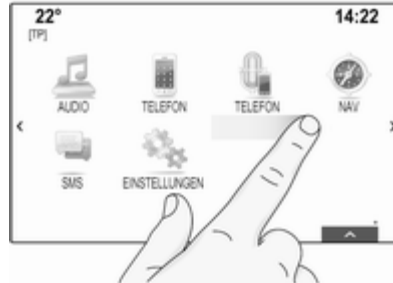 22° 14:22
[TP]
AUDIO TELEFON TELEFON NAV
SMS EINSTELLUNGEN